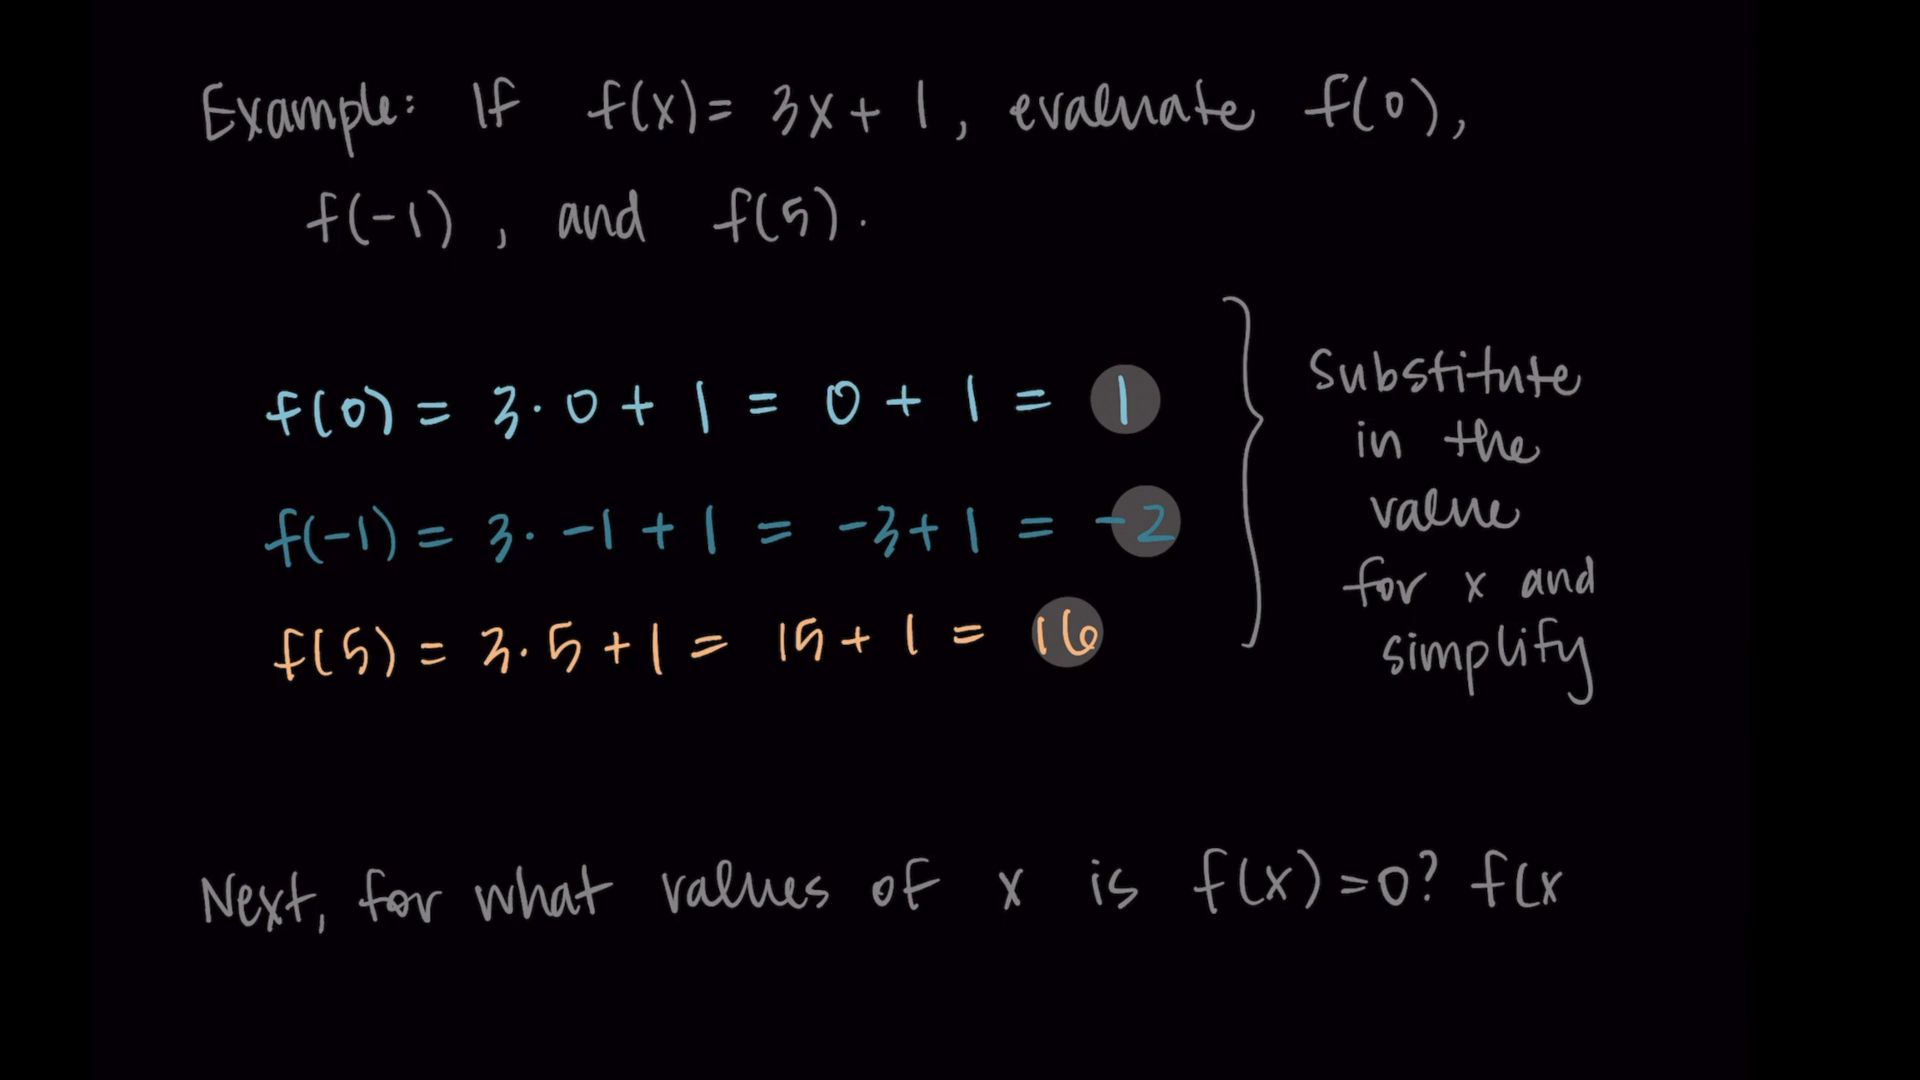 Example: If f(x) = 3x + 1, evaluate f(0),
f(-1), and f(5).
f(0) = 3·0 + 1 = 0 + 1 = 1
f(-1) = 3·-1 + 1 = -3 + 1 = -2
f(5) = 3·5 + 1 = 15 + 1 = 16
Substitute
in the
value
for x and
simplify
Next, for what values of x is f(x)=0? f(x